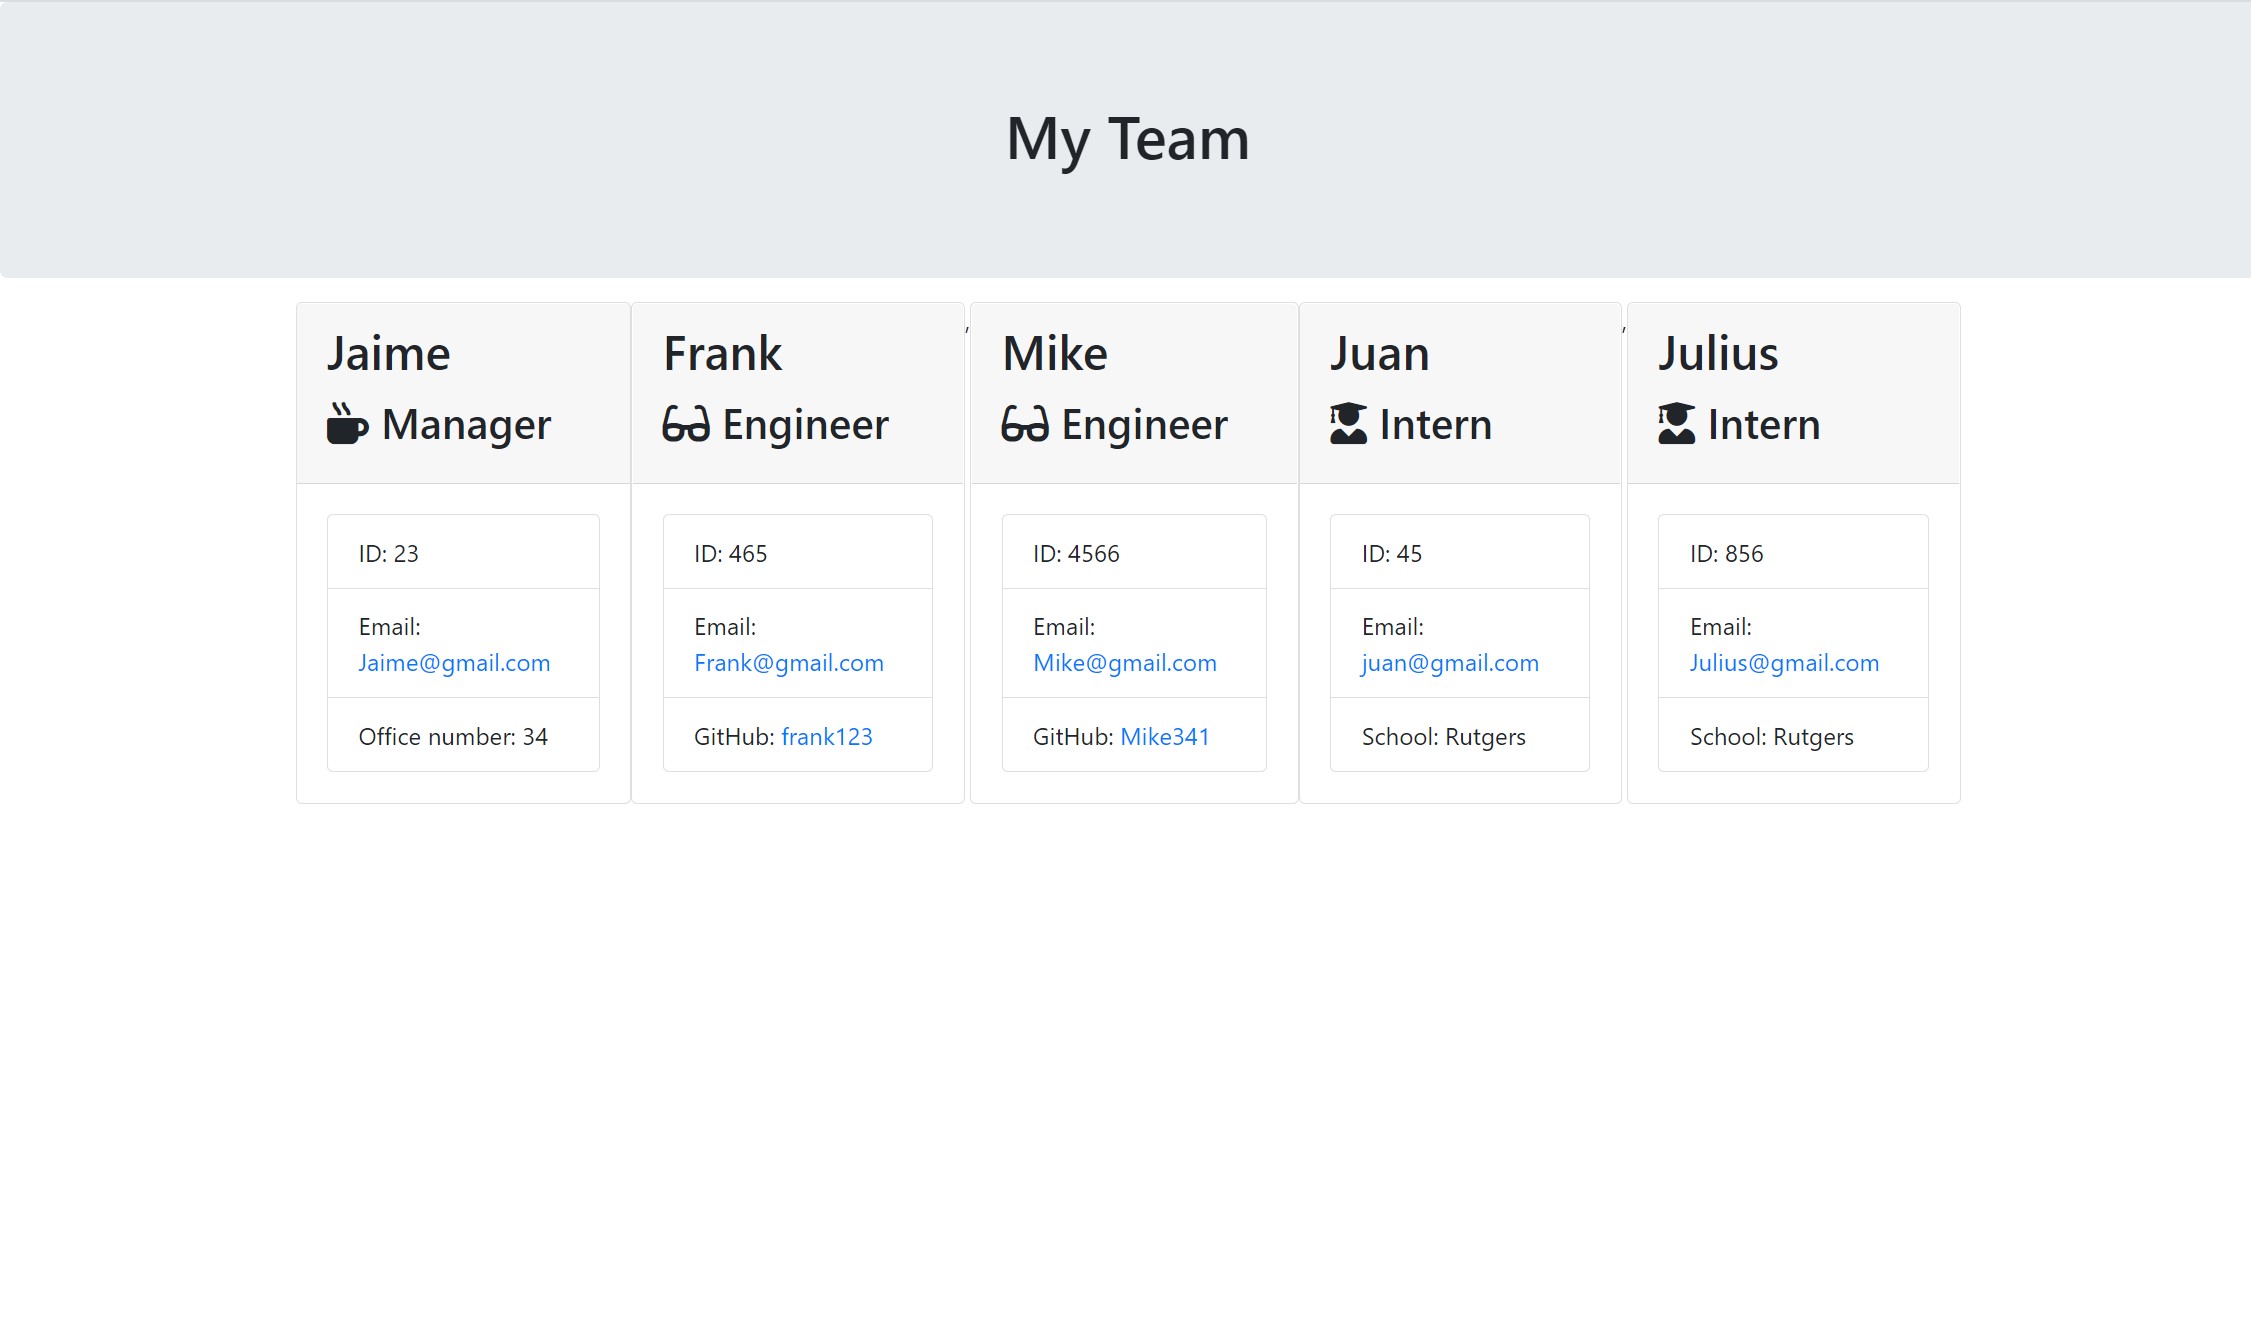 My Team
Jaime
Manager
ID: 23
Email:
Jaime@gmail.com
Office number: 34
Frank
Engineer
ID: 465
Email:
Frank@gmail.com
GitHub: frank123
,
Mike
Engineer
ID: 4566
Email:
Mike@gmail.com
GitHub: Mike341
Juan
Intern
ID: 45
Email:
juan@gmail.com
School: Rutgers
,
Julius
Intern
ID: 856
Email:
Julius@gmail.com
School: Rutgers